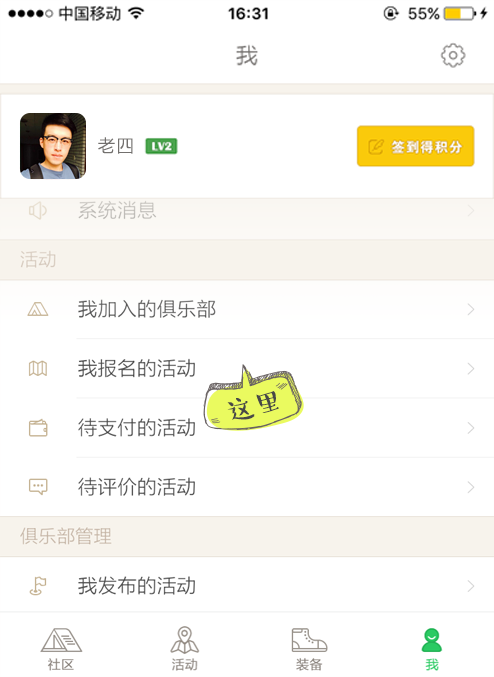 中国移动 16:31 55%
我
老四 LV2 签到得积分
系统消息
活动
我加入的俱乐部
我报名的活动
这里
待支付的活动
待评价的活动
俱乐部管理
我发布的活动
社区 活动 装备 我